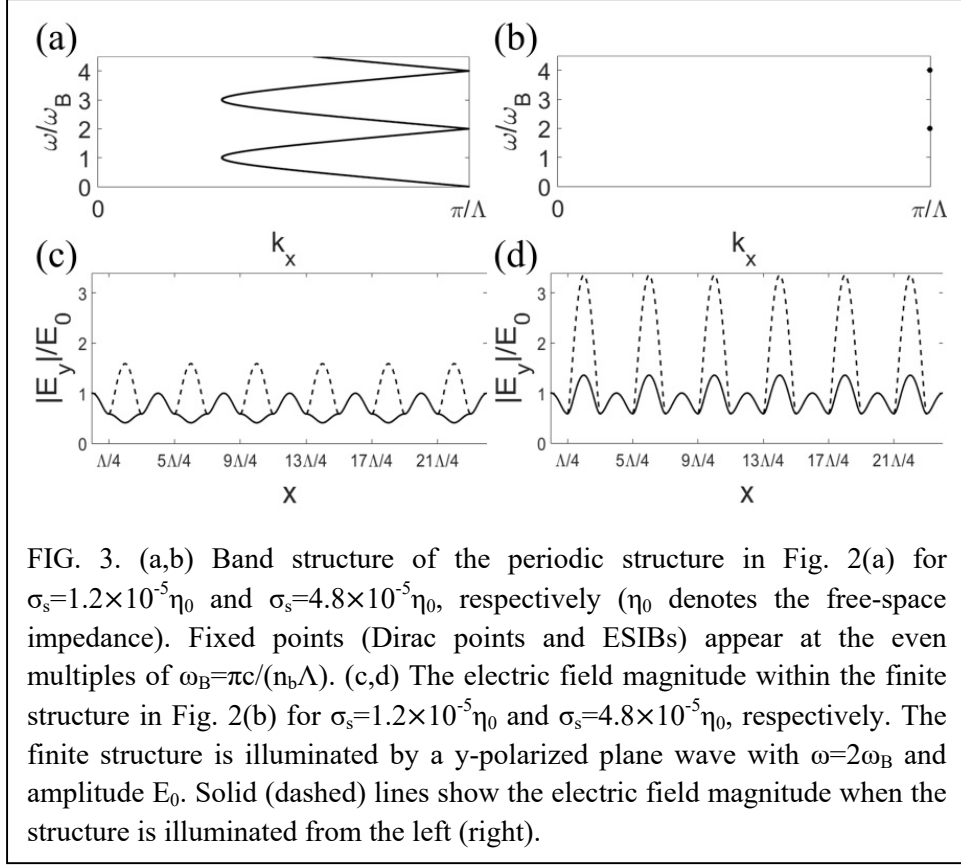 (a)
(b)
4
3
2
1
0
ω/ω_B
0
π/Λ
k_x
4
3
2
1
0
ω/ω_B
0
π/Λ
k_x
(c)
(d)
3
2
1
0
|E_y|/E_0
Λ/4 5Λ/4 9Λ/4 13Λ/4 17Λ/4 21Λ/4
x
3
2
1
0
|E_y|/E_0
Λ/4 5Λ/4 9Λ/4 13Λ/4 17Λ/4 21Λ/4
x
FIG. 3. (a,b) Band structure of the periodic structure in Fig. 2(a) for
σ_s=1.2×10^-5η_0 and σ_s=4.8×10^-5η_0, respectively (η_0 denotes the free-space
impedance). Fixed points (Dirac points and ESIBs) appear at the even
multiples of ω_B=πc/(n_bΛ). (c,d) The electric field magnitude within the finite
structure in Fig. 2(b) for σ_s=1.2×10^-5η_0 and σ_s=4.8×10^-5η_0, respectively. The
finite structure is illuminated by a y-polarized plane wave with ω=2ω_B and
amplitude E_0. Solid (dashed) lines show the electric field magnitude when the
structure is illuminated from the left (right).